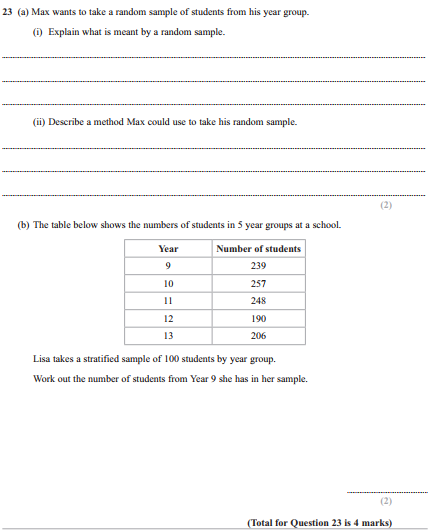 23 (a) Max wants to take a random sample of students from his year group.
(i) Explain what is meant by a random sample.
(ii) Describe a method Max could use to take his random sample.
(2)
(b) The table below shows the numbers of students in 5 year groups at a school.
Year Number of students
9 239
10 257
11 248
12 190
13 206
Lisa takes a stratified sample of 100 students by year group.
Work out the number of students from Year 9 she has in her sample.
(2)
(Total for Question 23 is 4 marks)